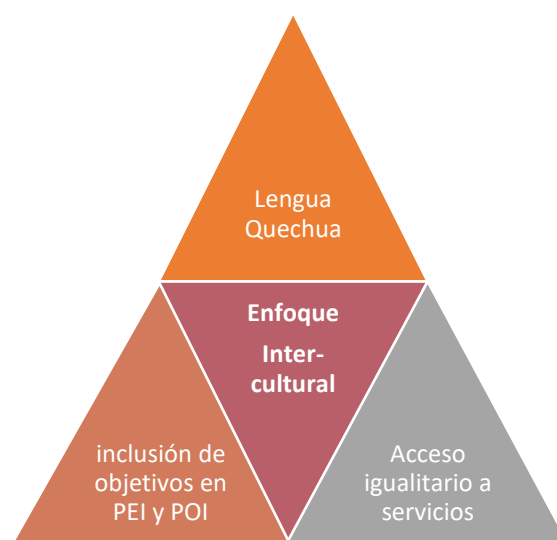 Lengua
Quechua
Enfoque
Inter-
cultural
inclusión de
objetivos en
PEI y POI
Acceso
igualitario a
servicios